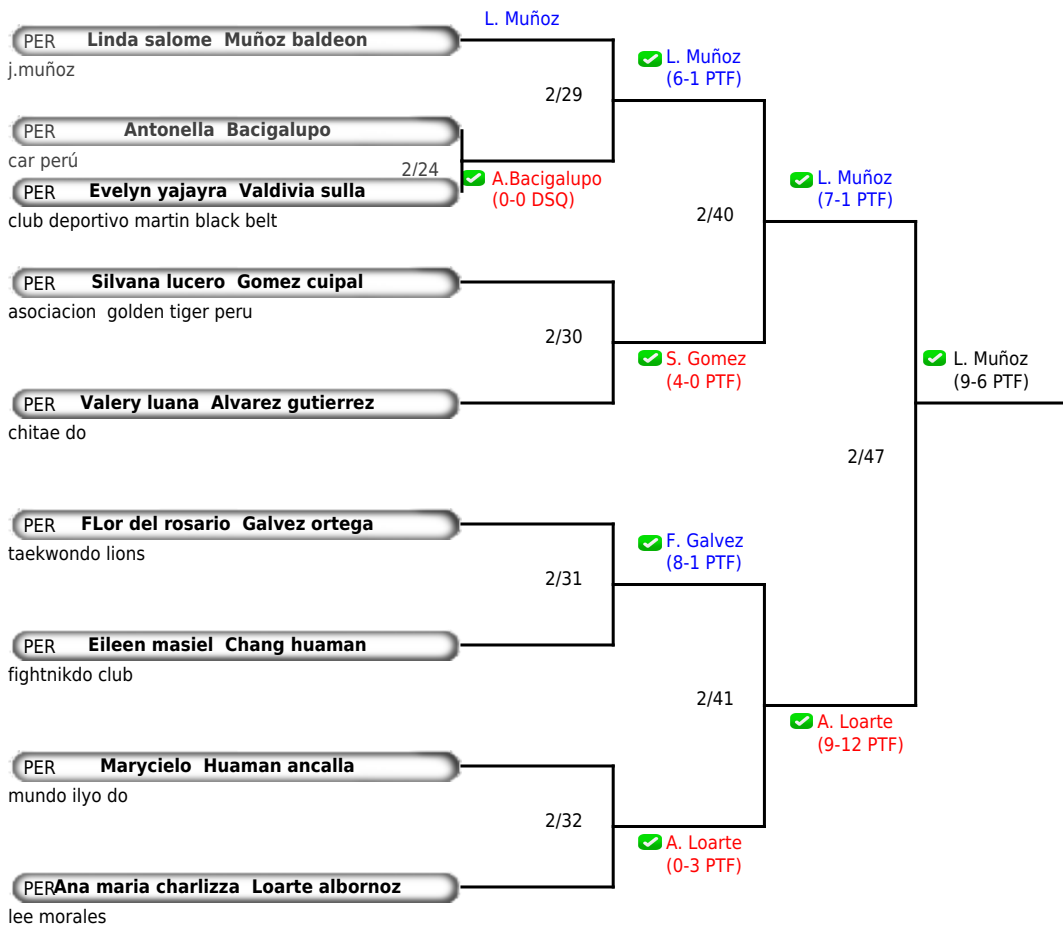 L. Muñoz
PER Linda salome  Muñoz baldeon
j.muñoz
L. Muñoz
(6-1 PTF)
2/29
PER Antonella  Bacigalupo
car perú
2/24
A.Bacigalupo
(0-0 DSQ)
PER Evelyn yajayra  Valdivia sulla
club deportivo martin black belt
L. Muñoz
(7-1 PTF)
2/40
PER Silvana lucero  Gomez cuipal
asociacion  golden tiger peru
2/30
S. Gomez
(4-0 PTF)
L. Muñoz
(9-6 PTF)
PER Valery luana  Alvarez gutierrez
chitae do
2/47
PER FLor del rosario  Galvez ortega
taekwondo lions
F. Galvez
(8-1 PTF)
2/31
PER Eileen masiel  Chang huaman
fightnikdo club
2/41
A. Loarte
(9-12 PTF)
PER Marycielo  Huaman ancalla
mundo ilyo do
2/32
A. Loarte
(0-3 PTF)
PER Ana maria charlizza  Loarte albornoz
lee morales